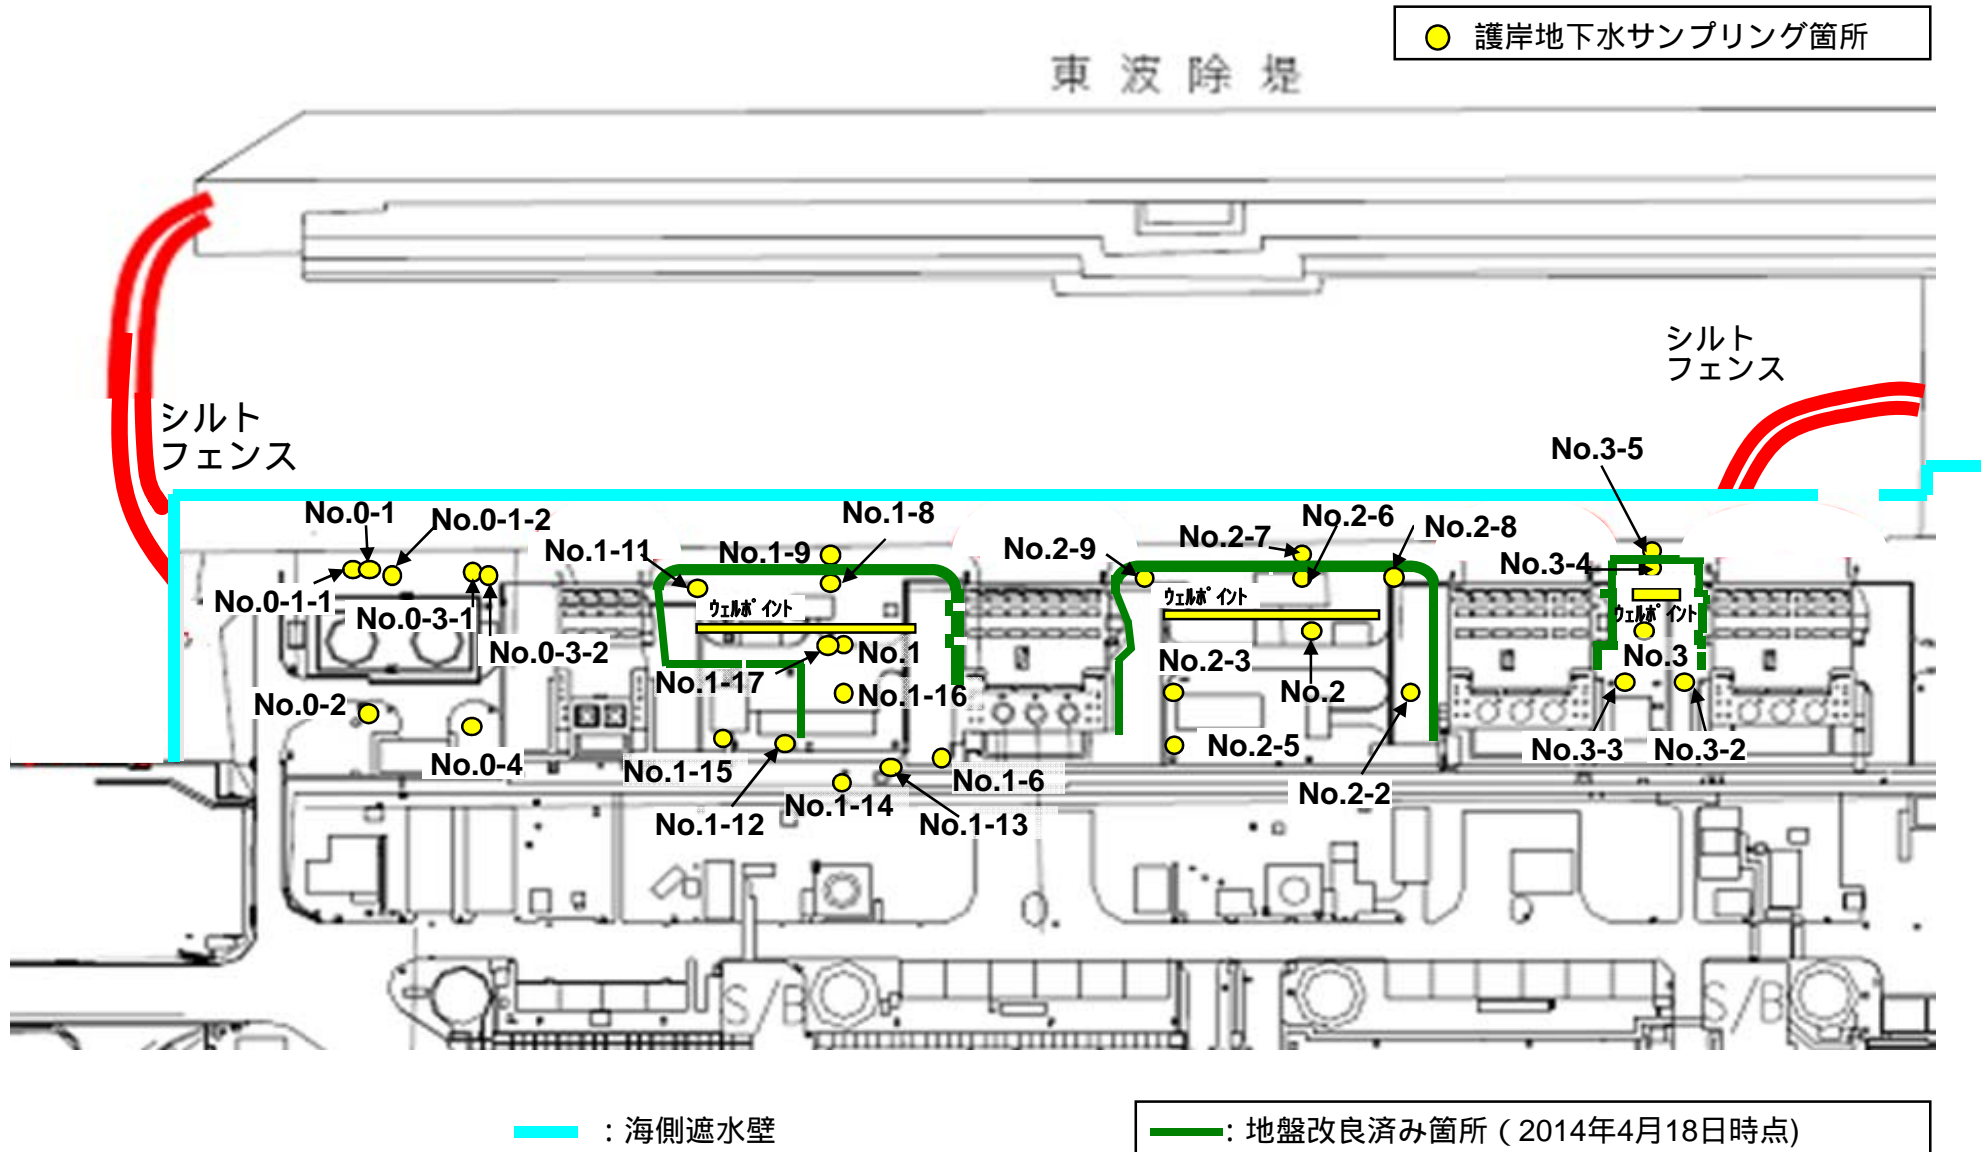 護岸地下水サンプリング箇所
東波除堤
シルト
フェンス
シルト
フェンス
No.3-5
No.0-1
No.0-1-2
No.1-8
No.2-6
No.2-8
No.1-11
No.1-9
No.2-9
No.2-7
No.3-4
No.0-1-1
No.0-3-1
ウェルポイント
ウェルポイント
ウェルポイント
No.0-3-2
No.1
No.1-17
No.1-16
No.2-3
No.2
No.3
No.0-2
No.0-4
No.1-15
No.1-6
No.2-5
No.2-2
No.3-3
No.3-2
No.1-14
No.1-12
No.1-13
S/B
S/B
：海側遮水壁
：地盤改良済み箇所（2014年4月18日時点)